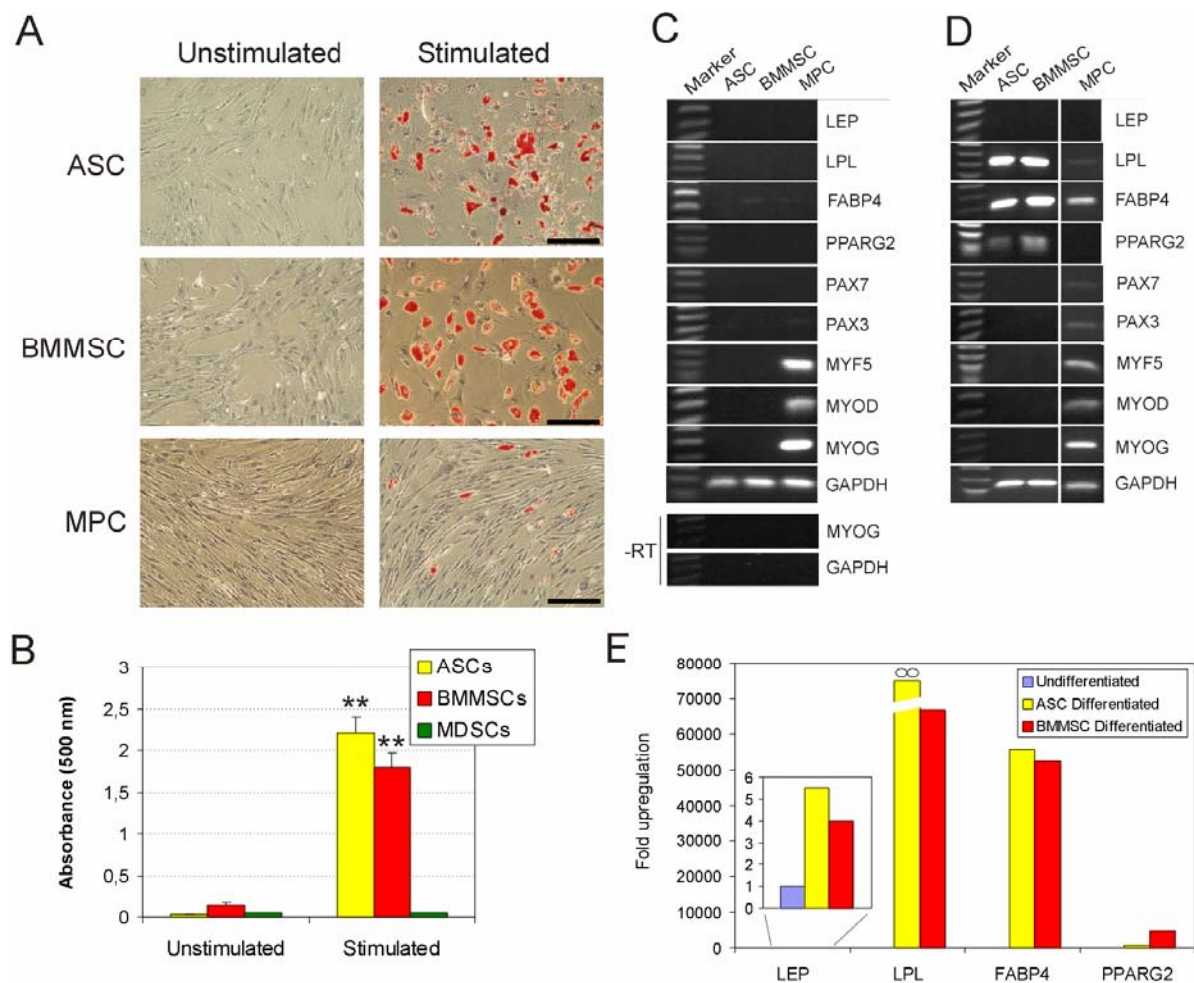 A
Unstimulated Stimulated
ASC
BMMSC
MPC
B
Absorbance (500 nm)
3
2,5
2
1,5
1
0,5
0
** **
ASCs
BMMSCs
MDSCs
Unstimulated Stimulated
C
Marker ASC BMMSC MPC
LEP
LPL
FABP4
PPARG2
PAX7
PAX3
MYF5
MYOD
MYOG
GAPDH
-RT
MYOG
GAPDH
D
Marker ASC BMMSC MPC
LEP
LPL
FABP4
PPARG2
PAX7
PAX3
MYF5
MYOD
MYOG
GAPDH
E
Fold upregulation
80000
70000
60000
50000
40000
30000
20000
10000
0
6
5
4
3
2
1
0
∞
Undifferentiated
ASC Differentiated
BMMSC Differentiated
LEP LPL FABP4 PPARG2